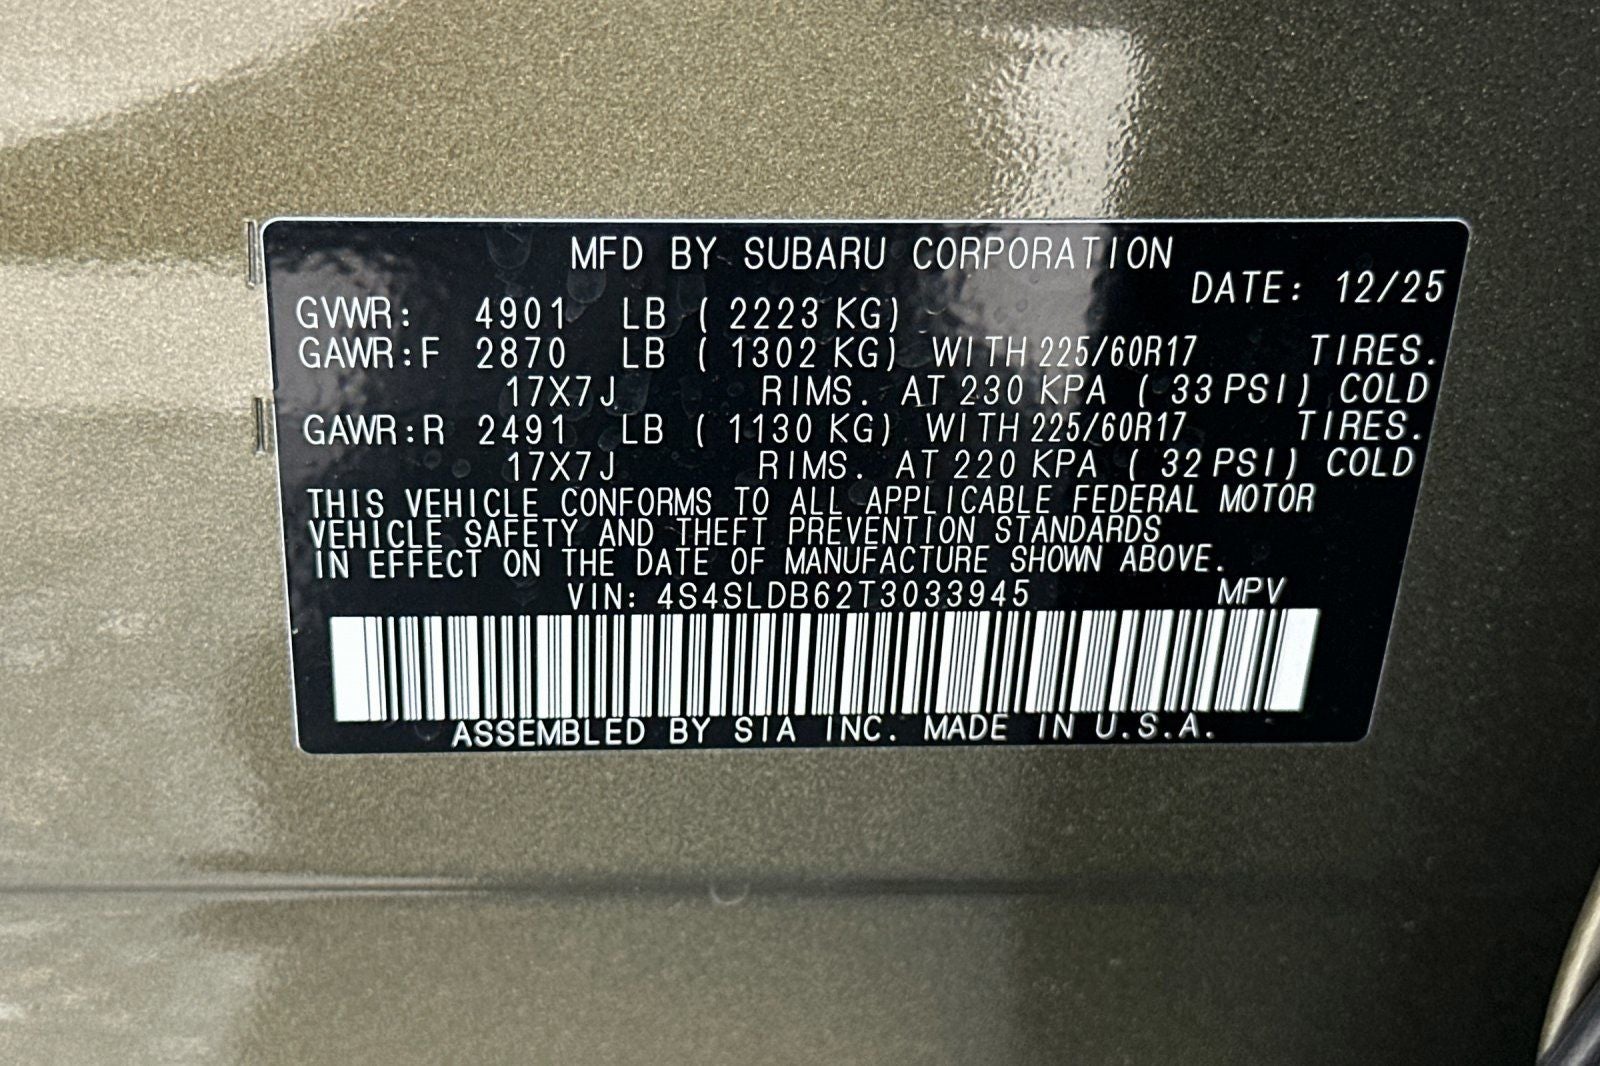 MFD BY SUBARU CORPORATION
DATE: 12/25
GVWR: 4901 LB ( 2223 KG)
GAWR:F 2870 LB ( 1302 KG) WITH 225/60R17 TIRES.
17X7J RIMS. AT 230 KPA ( 33 PSI) COLD
GAWR:R 2491 LB ( 1130 KG) WITH 225/60R17 TIRES.
17X7J RIMS. AT 220 KPA ( 32 PSI) COLD
THIS VEHICLE CONFORMS TO ALL APPLICABLE FEDERAL MOTOR
VEHICLE SAFETY AND THEFT PREVENTION STANDARDS
IN EFFECT ON THE DATE OF MANUFACTURE SHOWN ABOVE.
VIN: 4S4SLDB62T3033945 MPV
ASSEMBLED BY SIA INC. MADE IN U.S.A.